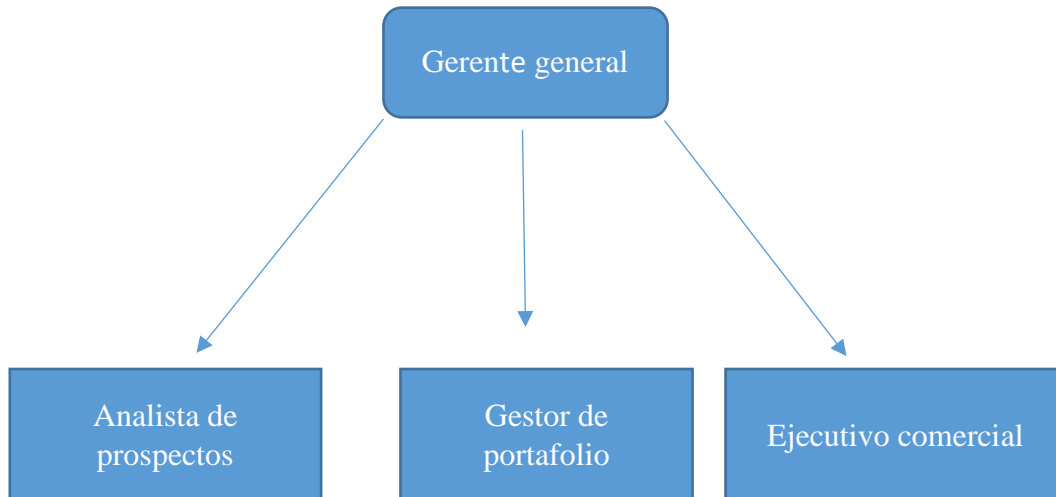 Gerente general
Analista de
prospectos
Gestor de
portafolio
Ejecutivo comercial